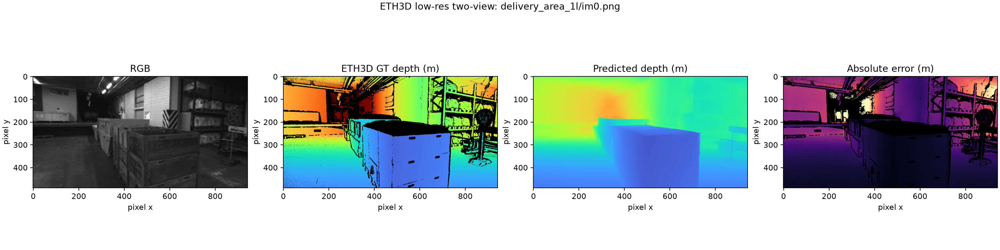 ETH3D low-res two-view: delivery_area_1l/im0.png
RGB
ETH3D GT depth (m)
Predicted depth (m)
Absolute error (m)
0
100
200
300
400
pixel y
0 200 400 600 800
pixel x
0
100
200
300
400
pixel y
0 200 400 600 800
pixel x
0
100
200
300
400
pixel y
0 200 400 600 800
pixel x
0
100
200
300
400
pixel y
0 200 400 600 800
pixel x